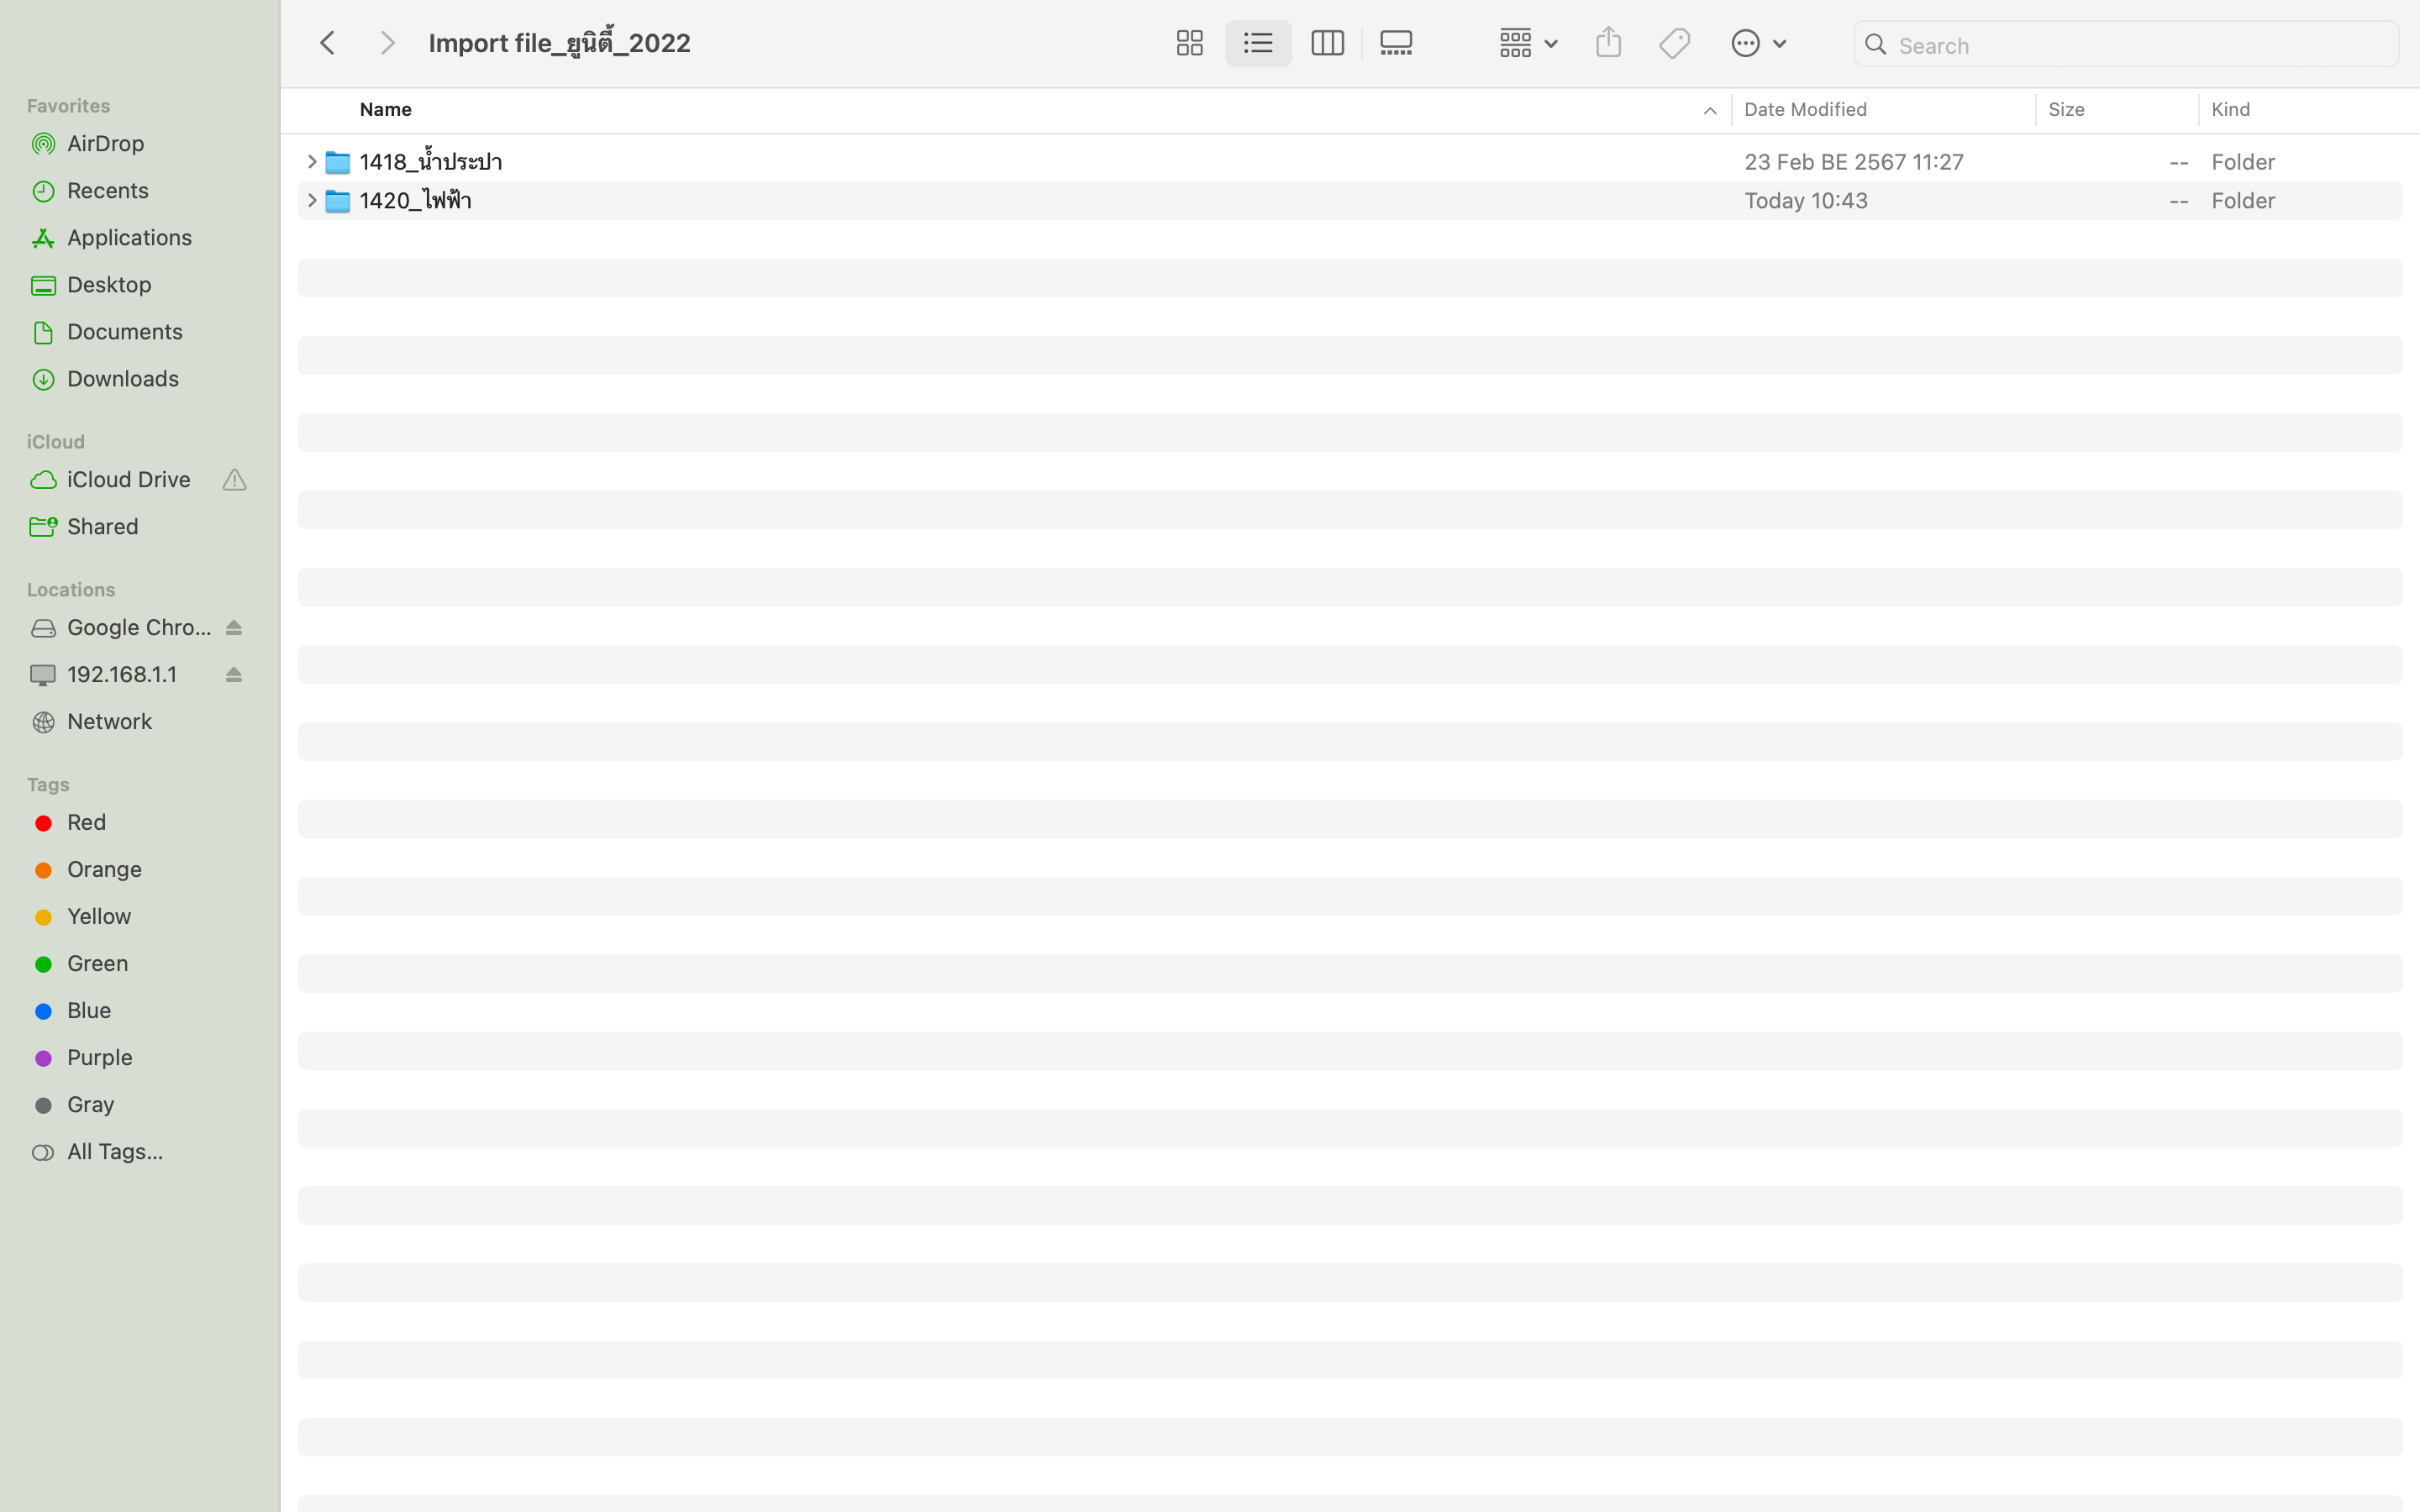 Import file_ยูนิตี้_2022
Search
Favorites
AirDrop
Recents
Applications
Desktop
Documents
Downloads
iCloud
iCloud Drive
Shared
Locations
Google Chro...
192.168.1.1
Network
Tags
Red
Orange
Yellow
Green
Blue
Purple
Gray
All Tags...
Name Date Modified Size Kind
1418_น้ำประปา 23 Feb BE 2567 11:27 -- Folder
1420_ไฟฟ้า Today 10:43 -- Folder